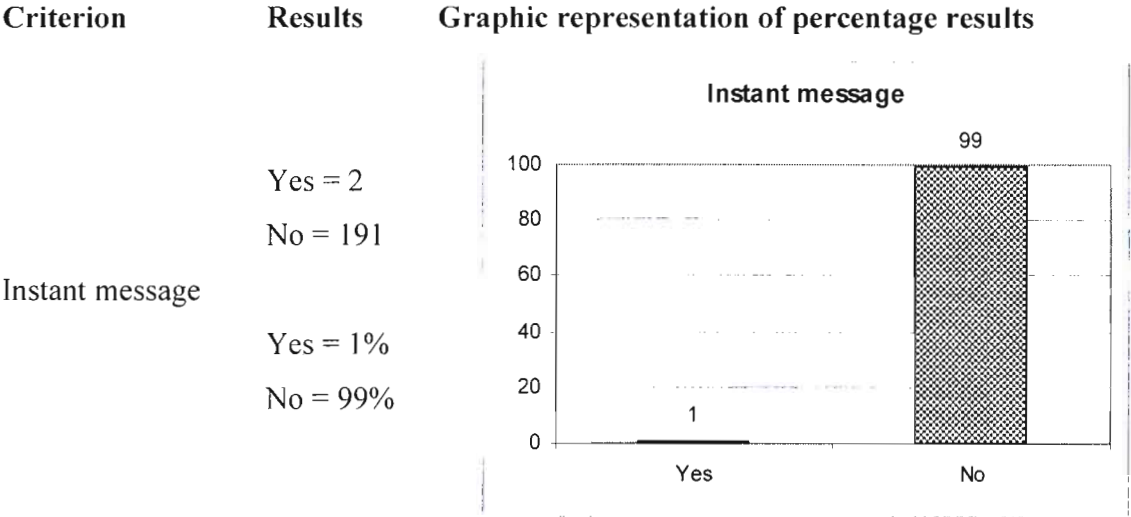 Criterion Results Graphic representation of percentage results
Instant message
Yes = 2
No = 191
Instant message
Yes = 1%
No = 99%
99
100
80
60
40
20
0
1
Yes No